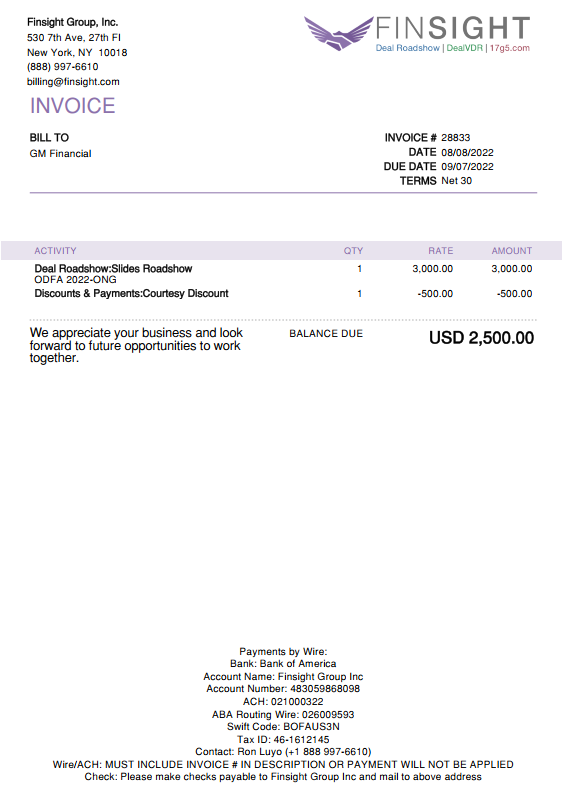 Finsight Group, Inc.
530 7th Ave, 27th Fl
New York, NY 10018
(888) 997-6610
billing@finsight.com
FINSIGHT
Deal Roadshow | DealVDR | 17g5.com
INVOICE
BILL TO
GM Financial
INVOICE # 28833
DATE 08/08/2022
DUE DATE 09/07/2022
TERMS Net 30
ACTIVITY QTY RATE AMOUNT
Deal Roadshow:Slides Roadshow 1 3,000.00 3,000.00
ODFA 2022-ONG
Discounts & Payments:Courtesy Discount 1 -500.00 -500.00
We appreciate your business and look
forward to future opportunities to work
together.
BALANCE DUE USD 2,500.00
Payments by Wire:
Bank: Bank of America
Account Name: Finsight Group Inc
Account Number: 483059868098
ACH: 021000322
ABA Routing Wire: 026009593
Swift Code: BOFAUS3N
Tax ID: 46-1612145
Contact: Ron Luyo (+1 888 997-6610)
Wire/ACH: MUST INCLUDE INVOICE # IN DESCRIPTION OR PAYMENT WILL NOT BE APPLIED
Check: Please make checks payable to Finsight Group Inc and mail to above address